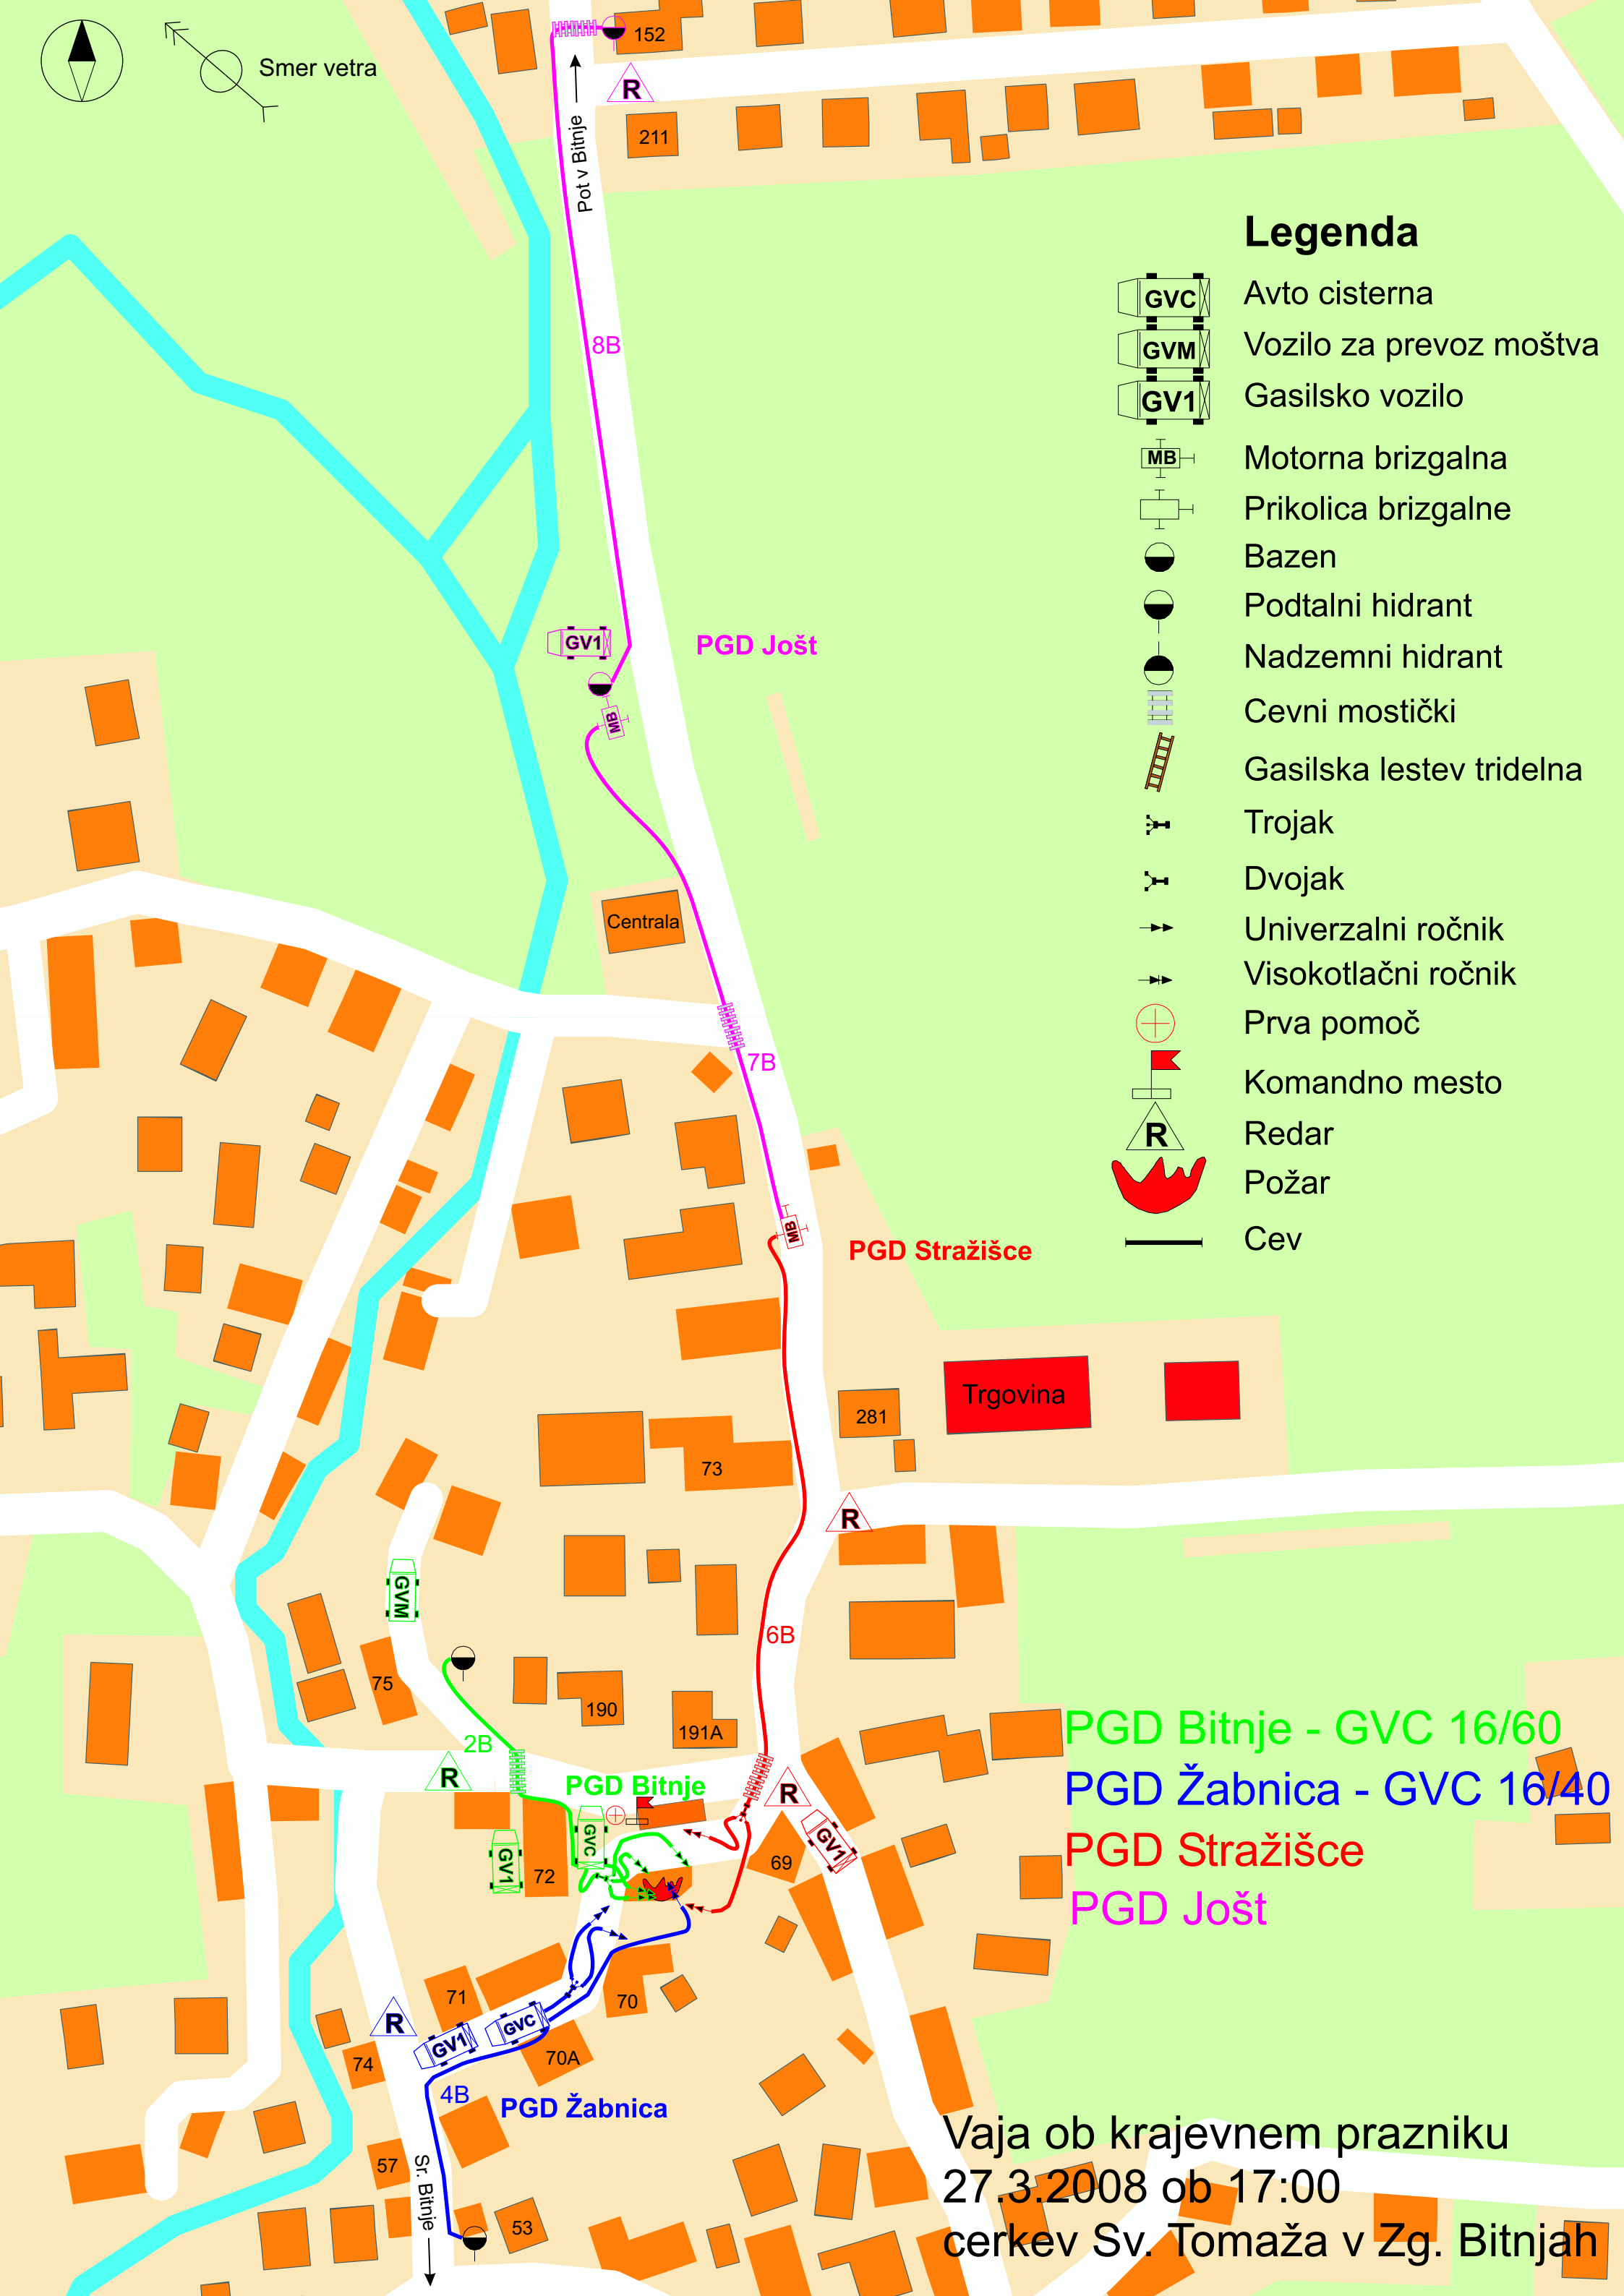 152
Smer vetra
R
211
Pot v Bitnje
Legenda
GVC Avto cisterna
GVM Vozilo za prevoz moštva
GV1 Gasilsko vozilo
MB Motorna brizgalna
Prikolica brizgalne
Bazen
Podtalni hidrant
Nadzemni hidrant
Cevni mostički
Gasilska lestev tridelna
Trojak
Dvojak
Univerzalni ročnik
Visokotlačni ročnik
Prva pomoč
Komandno mesto
R Redar
Požar
Cev
8B
GV1
PGD Jošt
MB
Centrala
7B
MB
PGD Stražišce
Trgovina
281
73
R
GVM
6B
75
190
191A
2B
R
PGD Bitnje
R
GVC
GV1
GV1
72
69
PGD Bitnje - GVC 16/60
PGD Žabnica - GVC 16/40
PGD Stražišce
PGD Jošt
71
70
R
GVC
GV1
70A
74
4B
PGD Žabnica
57
Sr. Bitnje
53
Vaja ob krajevnem prazniku
27.3.2008 ob 17:00
cerkev Sv. Tomaža v Zg. Bitnjah